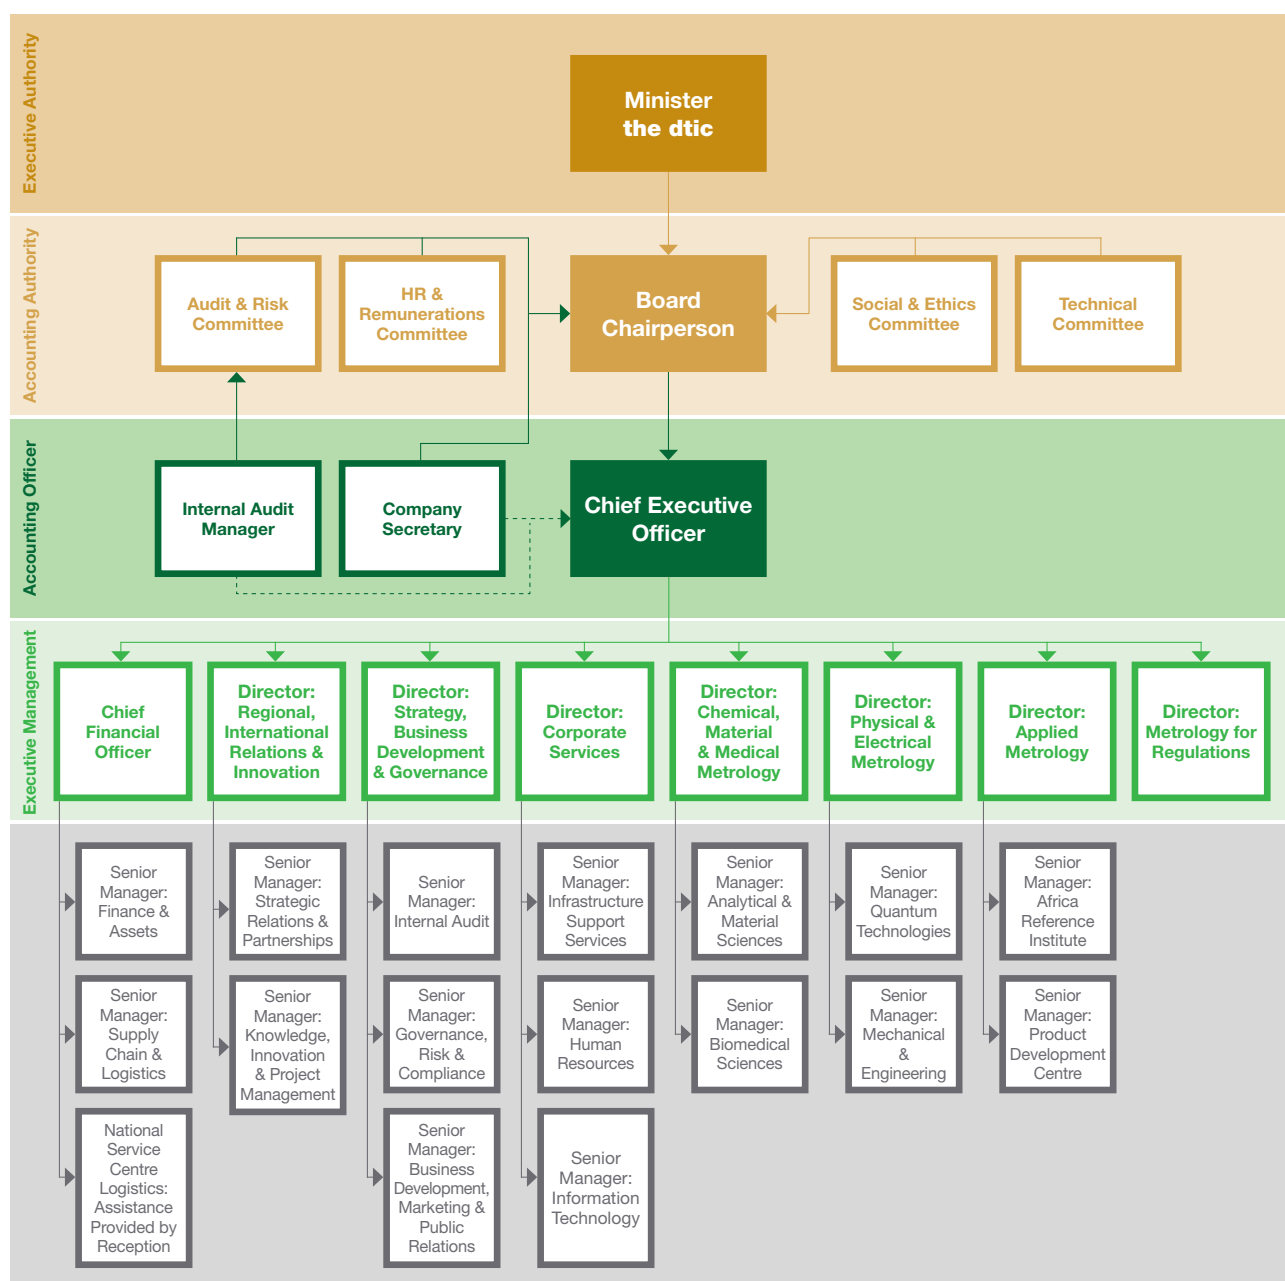 Executive Authority
Minister
the dtic
Accounting Authority
Audit & Risk
Committee
HR &
Remunerations
Committee
Board
Chairperson
Social & Ethics
Committee
Technical
Committee
Accounting Officer
Internal Audit
Manager
Company
Secretary
Chief Executive
Officer
Executive Management
Chief
Financial
Officer
Director:
Regional,
International
Relations &
Innovation
Director:
Strategy,
Business
Development
& Governance
Director:
Corporate
Services
Director:
Chemical,
Material
& Medical
Metrology
Director:
Physical &
Electrical
Metrology
Director:
Applied
Metrology
Director:
Metrology for
Regulations
Senior
Manager:
Finance &
Assets
Senior
Manager:
Strategic
Relations &
Partnerships
Senior
Manager:
Internal Audit
Senior
Manager:
Infrastructure
Support
Services
Senior
Manager:
Analytical &
Material
Sciences
Senior
Manager:
Quantum
Technologies
Senior
Manager:
Africa
Reference
Institute
Senior
Manager:
Supply
Chain &
Logistics
Senior
Manager:
Knowledge,
Innovation
& Project
Management
Senior
Manager:
Governance,
Risk &
Compliance
Senior
Manager:
Human
Resources
Senior
Manager:
Biomedical
Sciences
Senior
Manager:
Mechanical
&
Engineering
Senior
Manager:
Product
Development
Centre
National
Service
Centre
Logistics:
Assistance
Provided by
Reception
Senior
Manager:
Business
Development,
Marketing &
Public
Relations
Senior
Manager:
Information
Technology